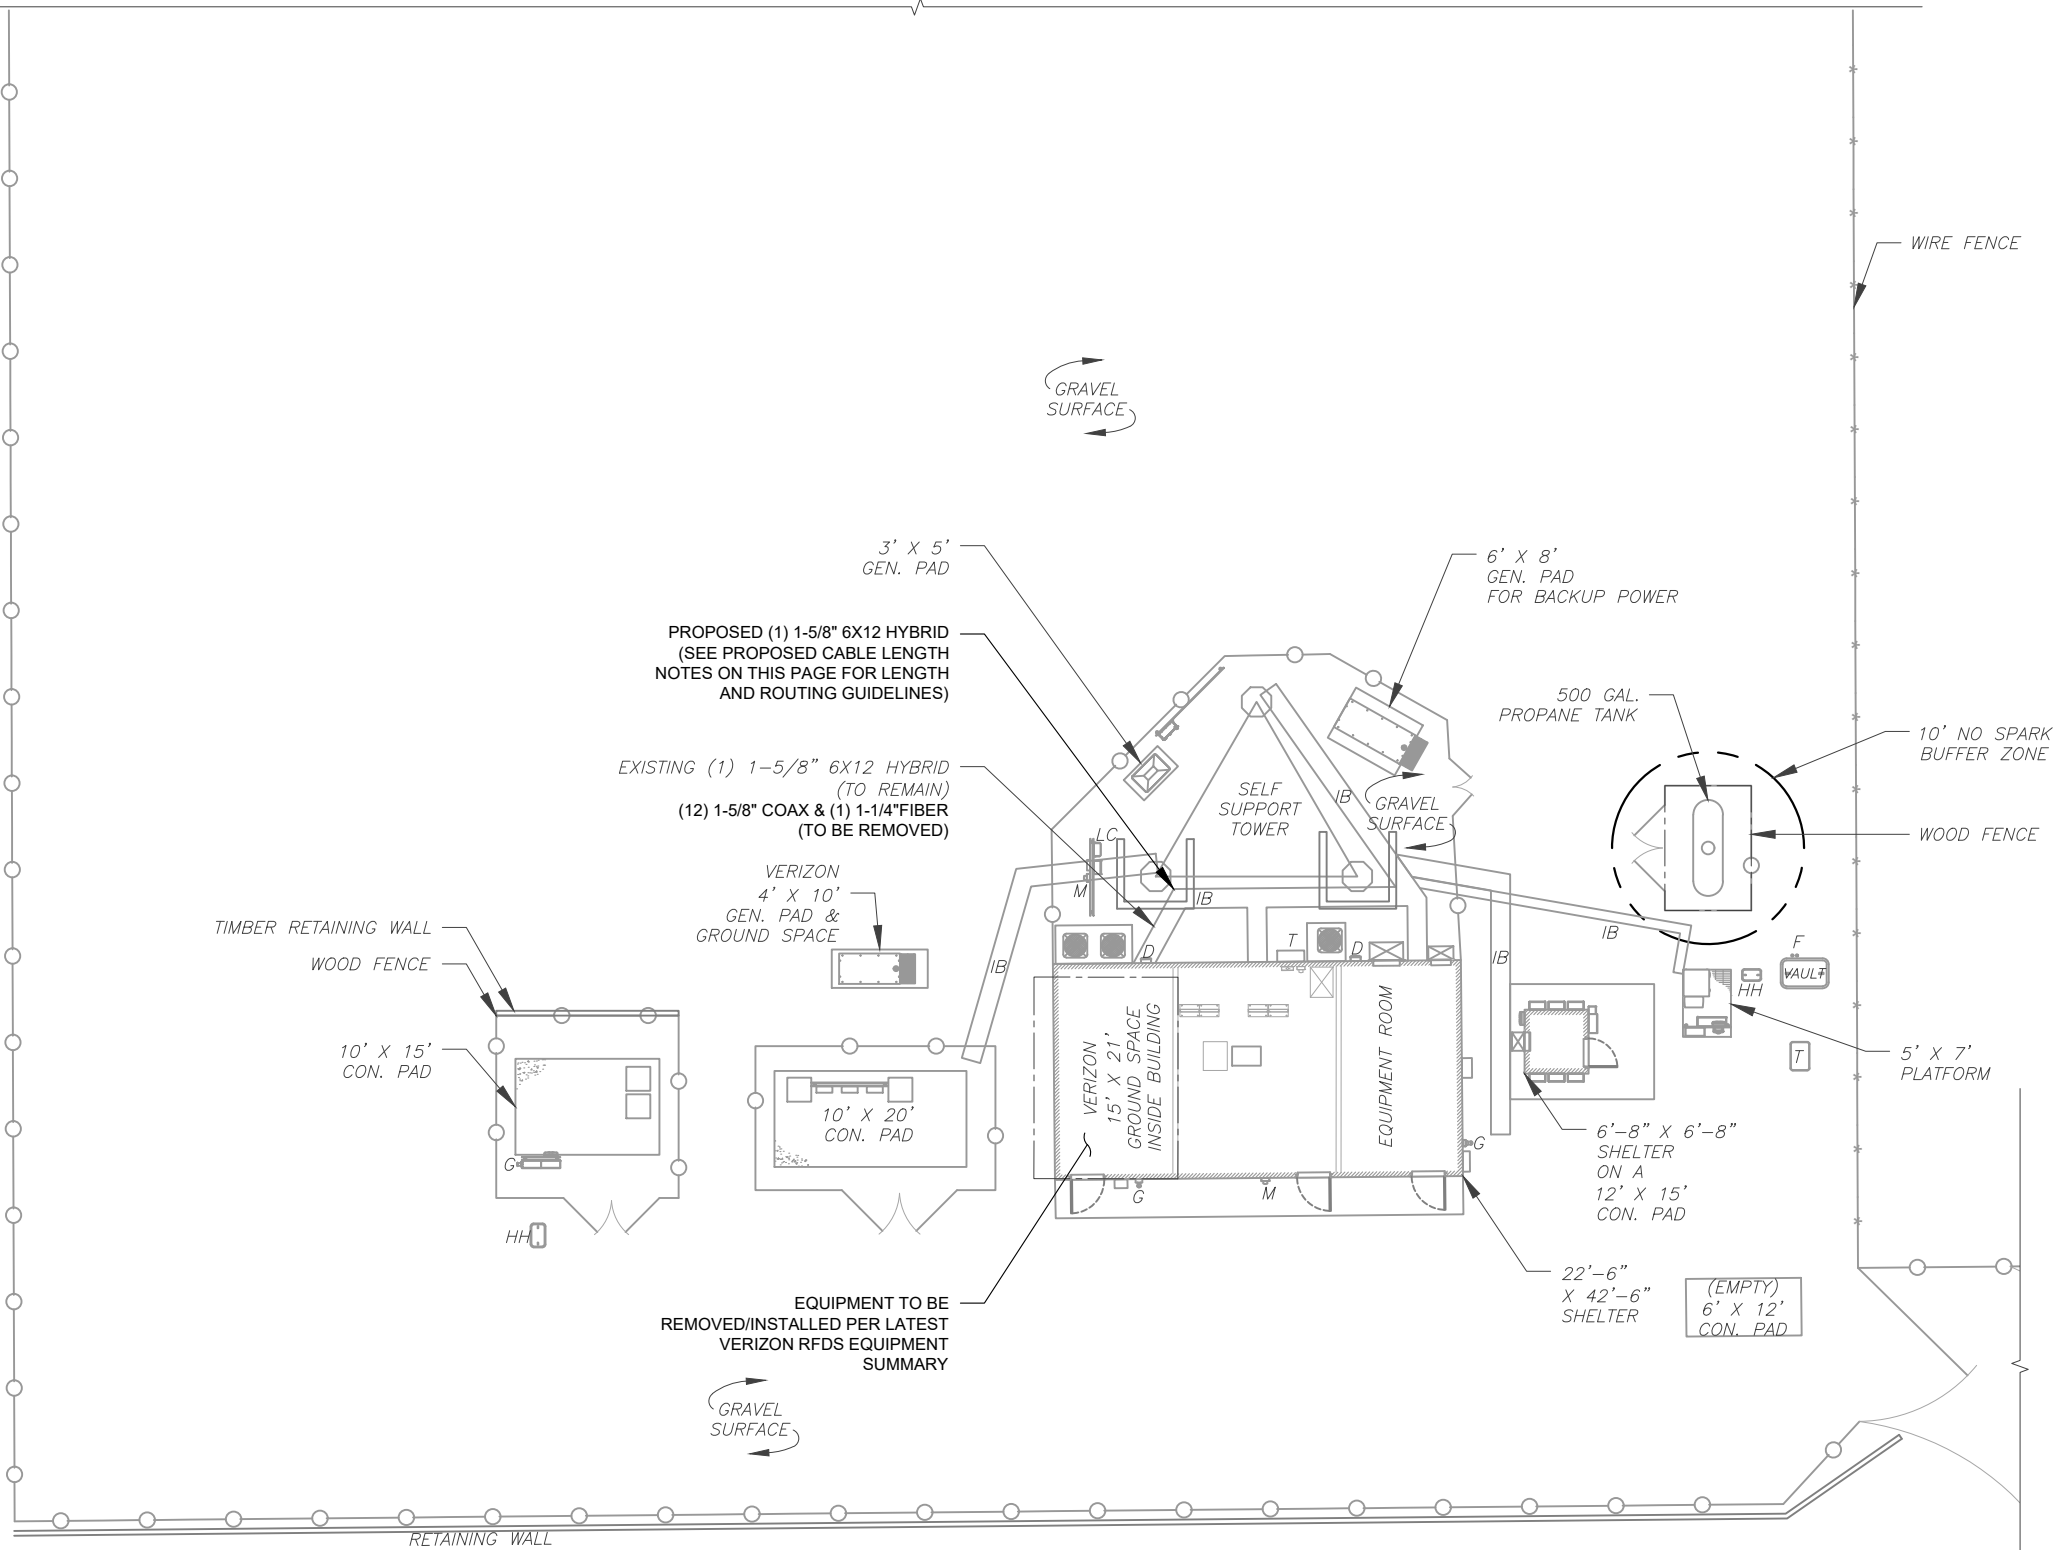 WIRE FENCE
GRAVEL
SURFACE
3' X 5'
GEN. PAD
6' X 8'
GEN. PAD
FOR BACKUP POWER
PROPOSED (1) 1-5/8" 6X12 HYBRID
(SEE PROPOSED CABLE LENGTH
NOTES ON THIS PAGE FOR LENGTH
AND ROUTING GUIDELINES)
500 GAL.
PROPANE TANK
10' NO SPARK
BUFFER ZONE
EXISTING (1) 1-5/8" 6X12 HYBRID
(TO REMAIN)
(12) 1-5/8" COAX & (1) 1-1/4"FIBER
(TO BE REMOVED)
SELF
SUPPORT
TOWER
IB
GRAVEL
SURFACE
WOOD FENCE
LC
M
IB
VERIZON
4' X 10'
GEN. PAD &
GROUND SPACE
TIMBER RETAINING WALL
WOOD FENCE
IB
D
T
D
IB
IB
F
VAULT
HH
T
10' X 15'
CON. PAD
10' X 20'
CON. PAD
VERIZON
15' X 21'
GROUND SPACE
INSIDE BUILDING
EQUIPMENT ROOM
5' X 7'
PLATFORM
G
G
G
M
6'-8" X 6'-8"
SHELTER
ON A
12' X 15'
CON. PAD
HH
22'-6"
X 42'-6"
SHELTER
(EMPTY)
6' X 12'
CON. PAD
EQUIPMENT TO BE
REMOVED/INSTALLED PER LATEST
VERIZON RFDS EQUIPMENT
SUMMARY
GRAVEL
SURFACE
RETAINING WALL